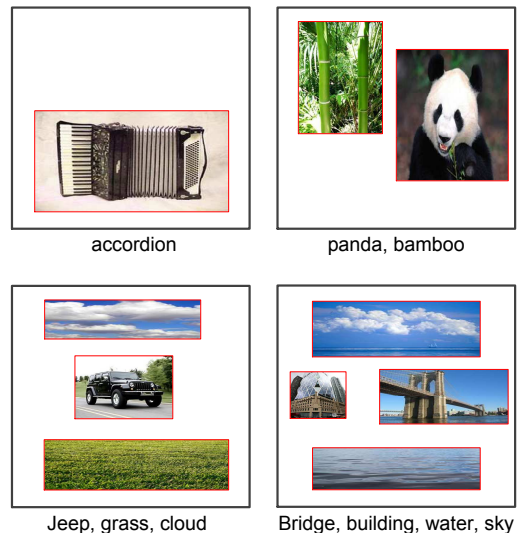 accordion
panda, bamboo
Jeep, grass, cloud
Bridge, building, water, sky